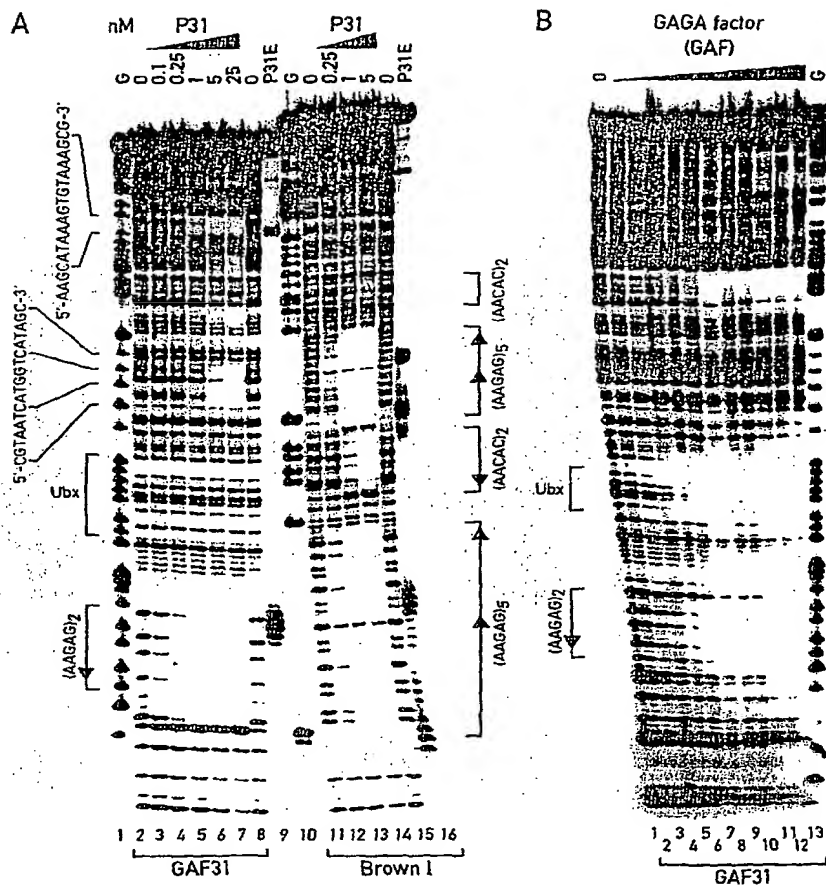 A
nM
P31
P31
G
0
0.1
0.25
1
5
25
0
P31E
G
0
0.25
1
5
0
P31E
5'-AAGCATAAAGTGTAAAGCG-3'
5'-CGTAATCATGGTCATAGC-3'
Ubx
(AAGAG)2
(AACAC)2
(AAGAG)5
(AACAC)2
(AAGAG)5
1 2 3 4 5 6 7 8 9 10 11 12 13 14 15 16
GAF31
Brown 1
B
GAGA factor
(GAF)
0
G
Ubx
(AAGAG)2
1 2 3 4 5 6 7 8 9 10 11 12 13
GAF31